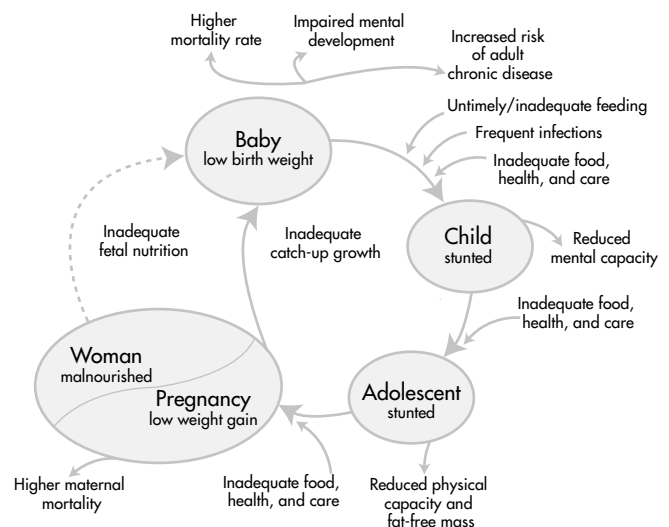 Higher
mortality rate
Impaired mental
development
Increased risk
of adult
chronic disease
Baby
low birth weight
Untimely/inadequate feeding
Frequent infections
Inadequate food,
health, and care
Inadequate
fetal nutrition
Inadequate
catch-up growth
Child
stunted
Reduced
mental capacity
Inadequate food,
health, and care
Woman
malnourished
Pregnancy
low weight gain
Adolescent
stunted
Higher maternal
mortality
Inadequate food,
health, and care
Reduced physical
capacity and
fat-free mass